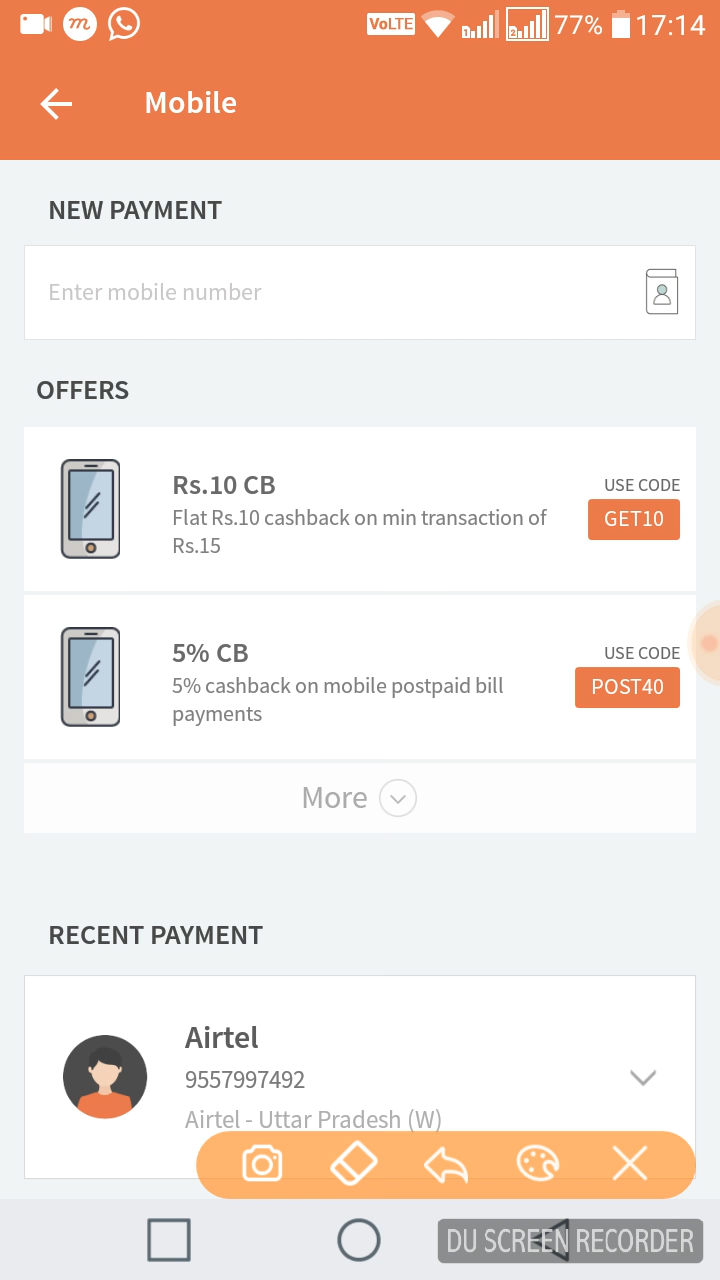 VoLTE 1 2 77% 17:14
Mobile
NEW PAYMENT
Enter mobile number
OFFERS
Rs.10 CB
USE CODE
Flat Rs.10 cashback on min transaction of
Rs.15
GET10
5% CB
USE CODE
5% cashback on mobile postpaid bill
payments
POST40
More
RECENT PAYMENT
Airtel
9557997492
Airtel - Uttar Pradesh (W)
DU SCREEN RECORDER